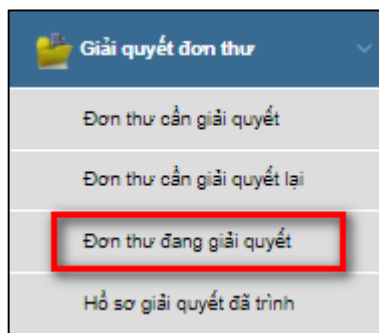 Giải quyết đơn thư
Đơn thư cần giải quyết
Đơn thư cần giải quyết lại
Đơn thư đang giải quyết
Hồ sơ giải quyết đã trình